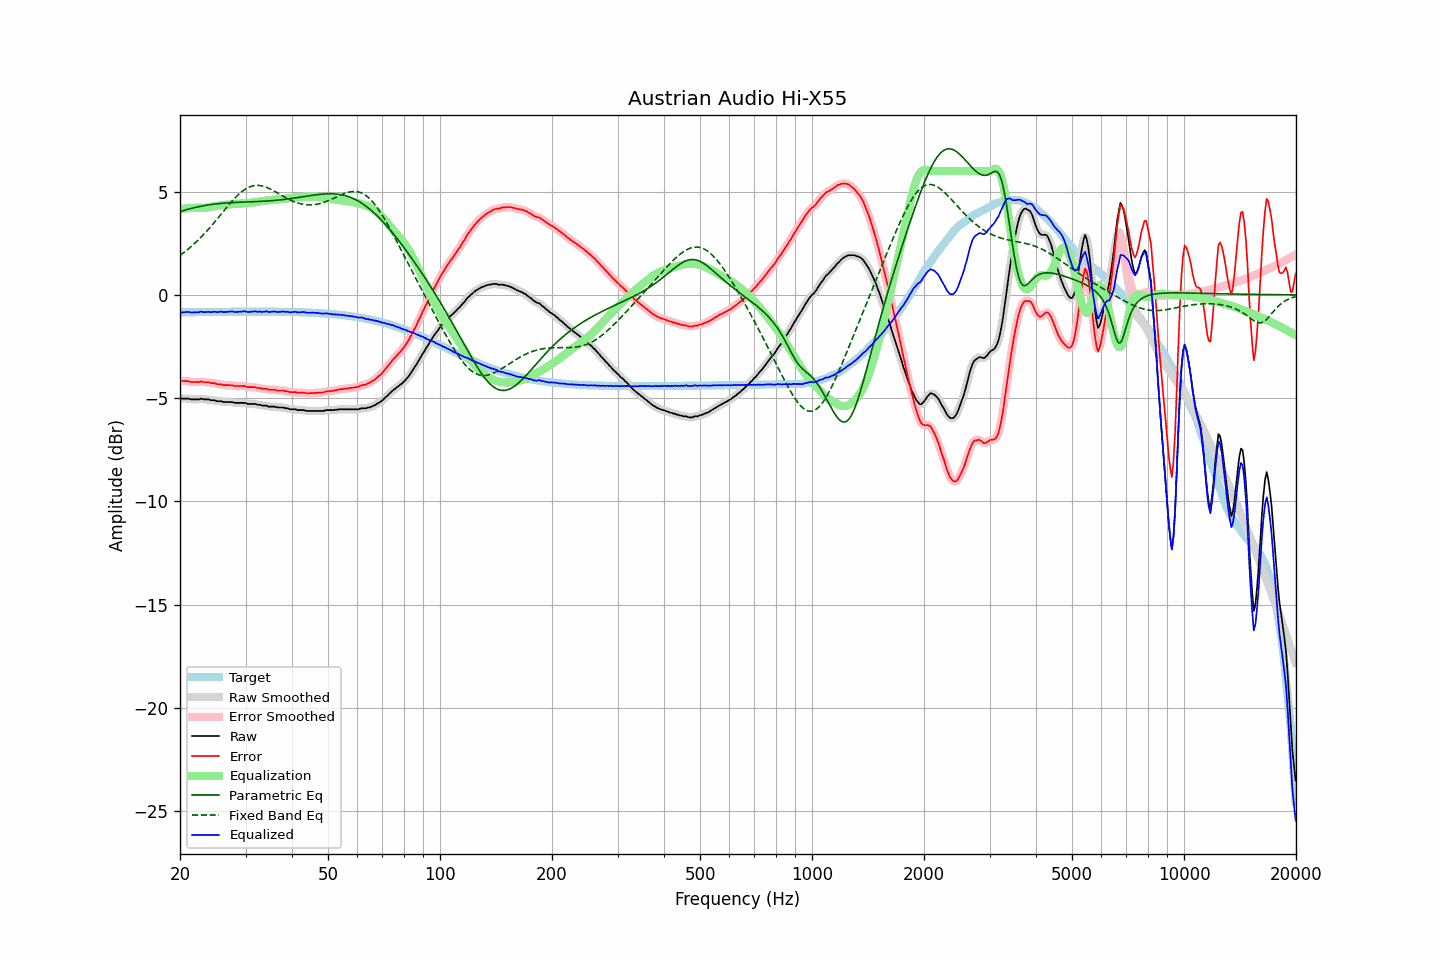 Austrian Audio Hi-X55
Amplitude (dBr)
5
0
−5
−10
−15
−20
−25
Target
Raw Smoothed
Error Smoothed
Raw
Error
Equalization
Parametric Eq
Fixed Band Eq
Equalized
20 50 100 200 500 1000 2000 5000 10000 20000
Frequency (Hz)